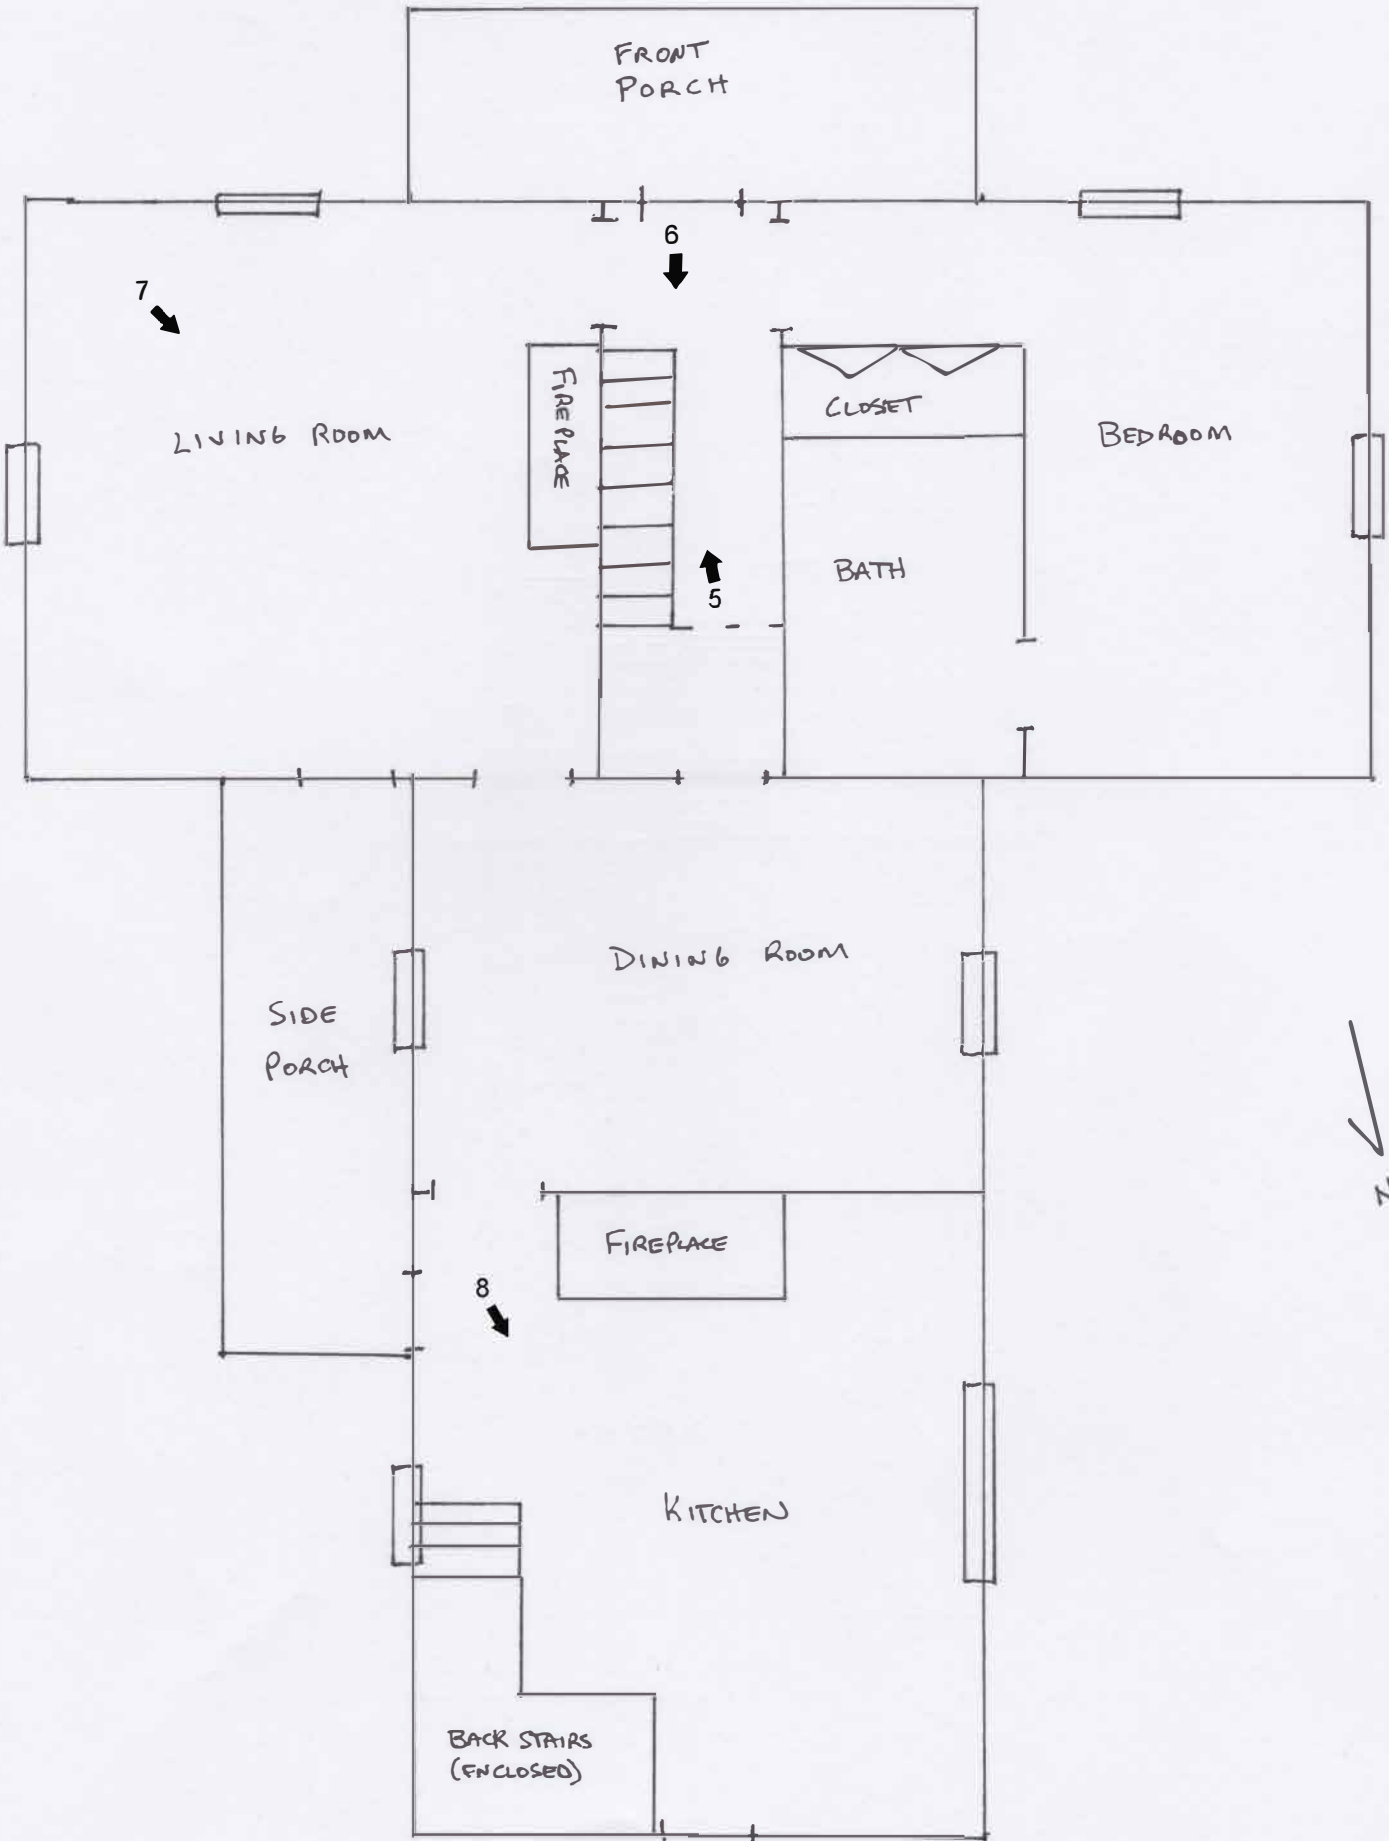 FRONT
PORCH
6
7
FIREPLACE
CLOSET
LIVING ROOM
BEDROOM
BATH
5
DINING ROOM
SIDE
PORCH
N
FIREPLACE
8
KITCHEN
BACK STAIRS
(ENCLOSED)